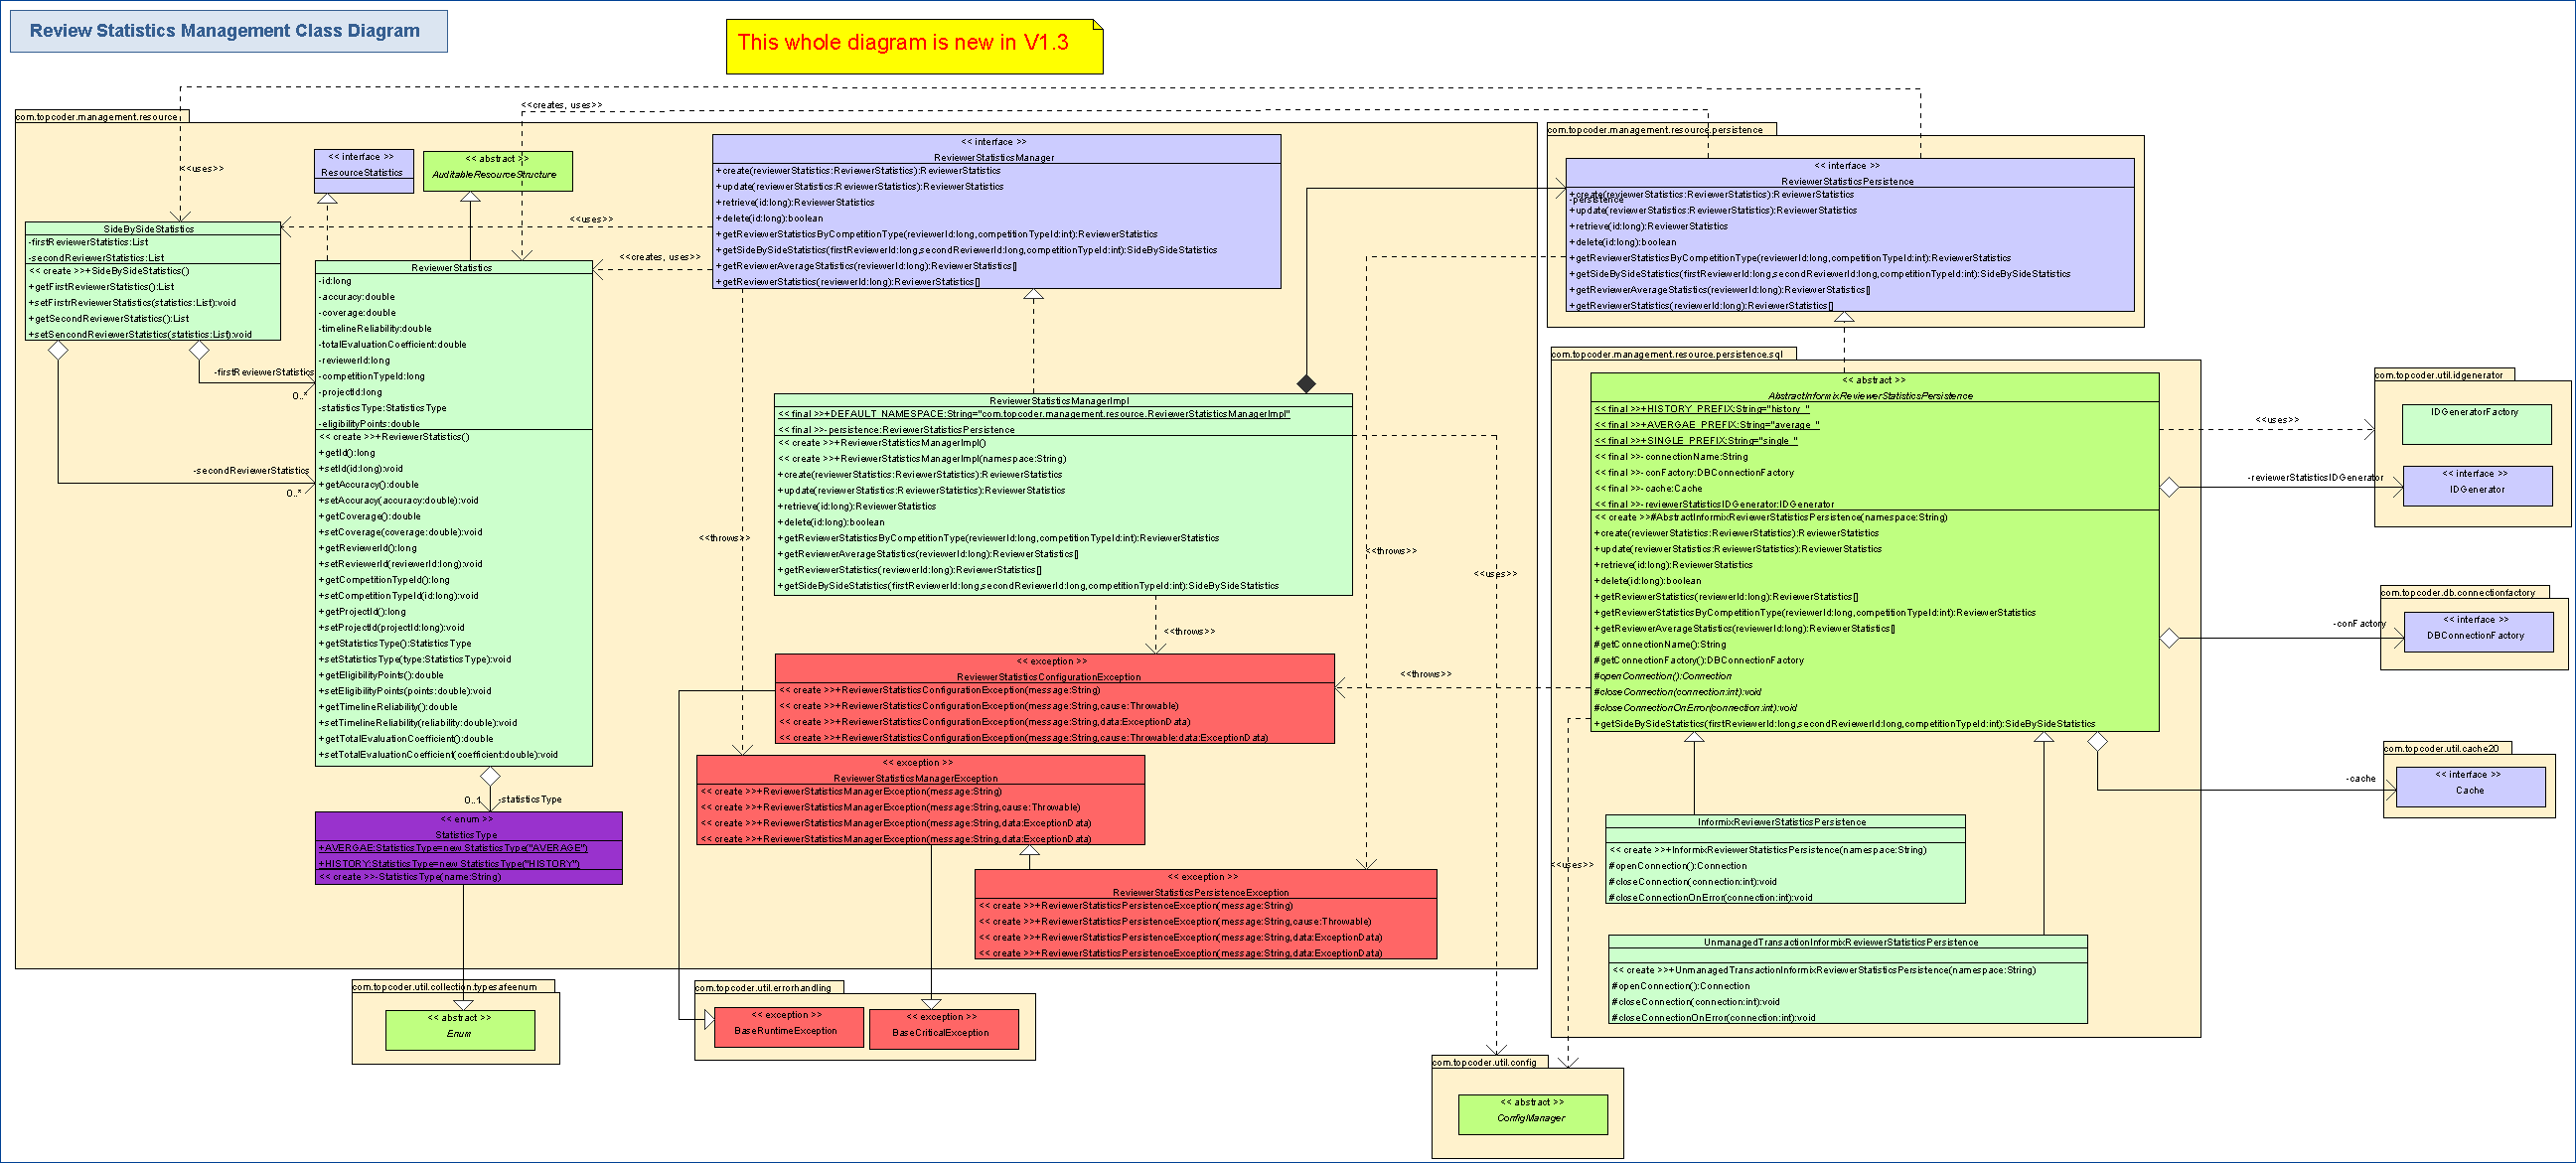 Review Statistics Management Class Diagram
This whole diagram is new in V1.3
<<creates, uses>>
com.topcoder.management.resource
<<uses>>
<< interface >>
ResourceStatistics
<< abstract >>
AuditableResourceStructure
<< interface >>
ReviewerStatisticsManager
+create(reviewerStatistics:ReviewerStatistics):ReviewerStatistics
+update(reviewerStatistics:ReviewerStatistics):ReviewerStatistics
+retrieve(id:long):ReviewerStatistics
+delete(id:long):boolean
+getReviewerStatisticsByCompetitionType(reviewerId:long,competitionTypeId:int):ReviewerStatistics
+getSideBySideStatistics(firstReviewerId:long,secondReviewerId:long,competitionTypeId:int):SideBySideStatistics
+getReviewerAverageStatistics(reviewerId:long):ReviewerStatistics[]
+getReviewerStatistics(reviewerId:long):ReviewerStatistics[]
<<uses>>
<<creates, uses>>
SideBySideStatistics
-firstReviewerStatistics:List
-secondReviewerStatistics:List
<< create >>+SideBySideStatistics()
+getFirstReviewerStatistics():List
+setFirstrReviewerStatistics(statistics:List):void
+getSecondReviewerStatistics():List
+setSencondReviewerStatistics(statistics:List):void
-firstReviewerStatistics
0..*
-secondReviewerStatistics
0..*
ReviewerStatistics
-id:long
-accuracy:double
-coverage:double
-timelineReliability:double
-totalEvaluationCoefficient:double
-reviewerId:long
-competitionTypeId:long
-projectId:long
-statisticsType:StatisticsType
-eligibilityPoints:double
<< create >>+ReviewerStatistics()
+getId():long
+setId(id:long):void
+getAccuracy():double
+setAccuracy(accuracy:double):void
+getCoverage():double
+setCoverage(coverage:double):void
+getReviewerId():long
+setReviewerId(reviewerId:long):void
+getCompetitionTypeId():long
+setCompetitionTypeId(id:long):void
+getProjectId():long
+setProjectId(projectId:long):void
+getStatisticsType():StatisticsType
+setStatisticsType(type:StatisticsType):void
+getEligibilityPoints():double
+setEligibilityPoints(points:double):void
+getTimelineReliability():double
+setTimelineReliability(reliability:double):void
+getTotalEvaluationCoefficient():double
+setTotalEvaluationCoefficient(coefficient:double):void
0..1
-statisticsType
<< enum >>
StatisticsType
+AVERGAE:StatisticsType=new StatisticsType("AVERAGE")
+HISTORY:StatisticsType=new StatisticsType("HISTORY")
<< create >>-StatisticsType(name:String)
ReviewerStatisticsManagerImpl
<< final >>+DEFAULT_NAMESPACE:String="com.topcoder.management.resource.ReviewerStatisticsManagerImpl"
<< final >>-persistence:ReviewerStatisticsPersistence
<< create >>+ReviewerStatisticsManagerImpl()
<< create >>+ReviewerStatisticsManagerImpl(namespace:String)
+create(reviewerStatistics:ReviewerStatistics):ReviewerStatistics
+update(reviewerStatistics:ReviewerStatistics):ReviewerStatistics
+retrieve(id:long):ReviewerStatistics
+delete(id:long):boolean
+getReviewerStatisticsByCompetitionType(reviewerId:long,competitionTypeId:int):ReviewerStatistics
+getReviewerAverageStatistics(reviewerId:long):ReviewerStatistics[]
+getReviewerStatistics(reviewerId:long):ReviewerStatistics[]
+getSideBySideStatistics(firstReviewerId:long,secondReviewerId:long,competitionTypeId:int):SideBySideStatistics
<<throws>>
<<throws>>
<<throws>>
<<uses>>
<<throws>>
<< exception >>
ReviewerStatisticsConfigurationException
<< create >>+ReviewerStatisticsConfigurationException(message:String)
<< create >>+ReviewerStatisticsConfigurationException(message:String,cause:Throwable)
<< create >>+ReviewerStatisticsConfigurationException(message:String,data:ExceptionData)
<< create >>+ReviewerStatisticsConfigurationException(message:String,cause:Throwable:data:ExceptionData)
<< exception >>
ReviewerStatisticsManagerException
<< create >>+ReviewerStatisticsManagerException(message:String)
<< create >>+ReviewerStatisticsManagerException(message:String,cause:Throwable)
<< create >>+ReviewerStatisticsManagerException(message:String,data:ExceptionData)
<< create >>+ReviewerStatisticsManagerException(message:String,data:ExceptionData)
<< exception >>
ReviewerStatisticsPersistenceException
<< create >>+ReviewerStatisticsPersistenceException(message:String)
<< create >>+ReviewerStatisticsPersistenceException(message:String,cause:Throwable)
<< create >>+ReviewerStatisticsPersistenceException(message:String,data:ExceptionData)
<< create >>+ReviewerStatisticsPersistenceException(message:String,data:ExceptionData)
com.topcoder.management.resource.persistence
<< interface >>
ReviewerStatisticsPersistence
+create(reviewerStatistics:ReviewerStatistics):ReviewerStatistics
-persistence
+update(reviewerStatistics:ReviewerStatistics):ReviewerStatistics
+retrieve(id:long):ReviewerStatistics
+delete(id:long):boolean
+getReviewerStatisticsByCompetitionType(reviewerId:long,competitionTypeId:int):ReviewerStatistics
+getSideBySideStatistics(firstReviewerId:long,secondReviewerId:long,competitionTypeId:int):SideBySideStatistics
+getReviewerAverageStatistics(reviewerId:long):ReviewerStatistics[]
+getReviewerStatistics(reviewerId:long):ReviewerStatistics[]
com.topcoder.management.resource.persistence.sql
<< abstract >>
AbstractInformixReviewerStatisticsPersistence
<< final >>+HISTORY_PREFIX:String="history_"
<< final >>+AVERGAE_PREFIX:String="average_"
<< final >>+SINGLE_PREFIX:String="single_"
<< final >>-connectionName:String
<< final >>-conFactory:DBConnectionFactory
<< final >>-cache:Cache
<< final >>-reviewerStatisticsIDGenerator:IDGenerator
<< create >>#AbstractInformixReviewerStatisticsPersistence(namespace:String)
+create(reviewerStatistics:ReviewerStatistics):ReviewerStatistics
+update(reviewerStatistics:ReviewerStatistics):ReviewerStatistics
+retrieve(id:long):ReviewerStatistics
+delete(id:long):boolean
+getReviewerStatistics(reviewerId:long):ReviewerStatistics[]
+getReviewerStatisticsByCompetitionType(reviewerId:long,competitionTypeId:int):ReviewerStatistics
+getReviewerAverageStatistics(reviewerId:long):ReviewerStatistics[]
#getConnectionName():String
#getConnectionFactory():DBConnectionFactory
#openConnection():Connection
#closeConnection(connection:int):void
#closeConnectionOnError(connection:int):void
+getSideBySideStatistics(firstReviewerId:long,secondReviewerId:long,competitionTypeId:int):SideBySideStatistics
<<uses>>
InformixReviewerStatisticsPersistence
<< create >>+InformixReviewerStatisticsPersistence(namespace:String)
#openConnection():Connection
#closeConnection(connection:int):void
#closeConnectionOnError(connection:int):void
UnmanagedTransactionInformixReviewerStatisticsPersistence
<< create >>+UnmanagedTransactionInformixReviewerStatisticsPersistence(namespace:String)
#openConnection():Connection
#closeConnection(connection:int):void
#closeConnectionOnError(connection:int):void
com.topcoder.util.idgenerator
IDGeneratorFactory
<<uses>>
<< interface >>
IDGenerator
-reviewerStatisticsIDGenerator
com.topcoder.db.connectionfactory
<< interface >>
DBConnectionFactory
-conFactory
com.topcoder.util.cache20
<< interface >>
Cache
-cache
com.topcoder.util.collection.typesafeenum
<< abstract >>
Enum
com.topcoder.util.errorhandling
<< exception >>
BaseRuntimeException
<< exception >>
BaseCriticalException
com.topcoder.util.config
<< abstract >>
ConfigManager